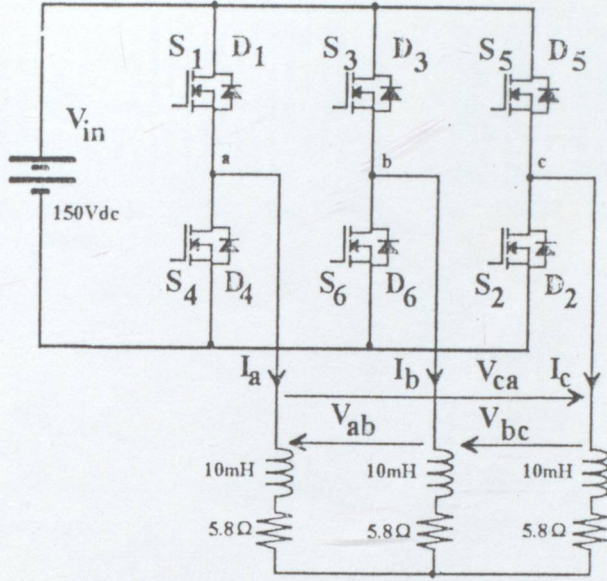 S1 D1 S3 D3 S5 D5
Vin
a b c
150Vdc
S4 D4 S6 D6 S2 D2
Ia Ib Vca Ic
Vab Vbc
10mH 10mH 10mH
5.8Ω 5.8Ω 5.8Ω